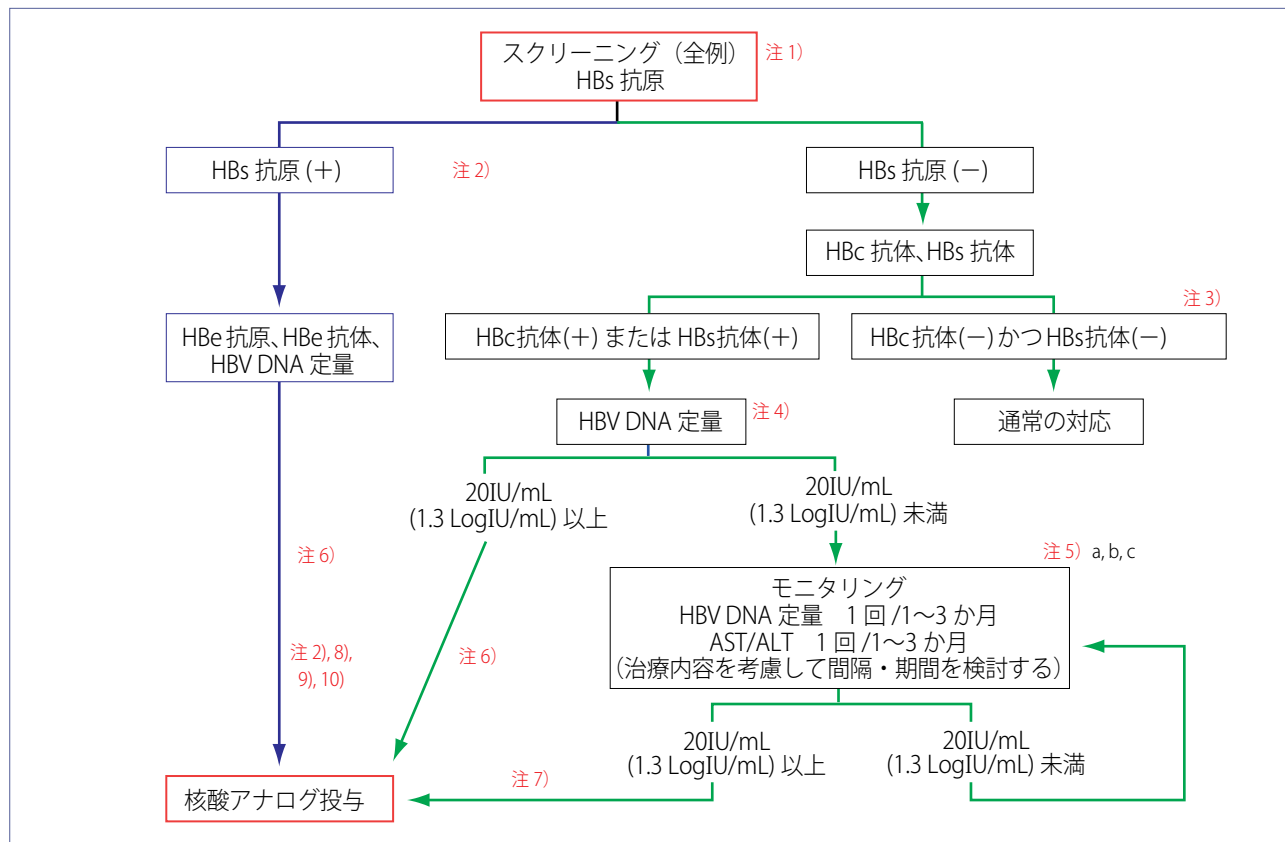 スクリーニング（全例）
HBs 抗原
注 1)
HBs 抗原 (＋)
注 2)
HBs 抗原 (－)
HBc 抗体、HBs 抗体
注 3)
HBe 抗原、HBe 抗体、
HBV DNA 定量
HBc抗体(＋) または HBs抗体(＋)
HBc抗体(－) かつ HBs抗体(－)
HBV DNA 定量
注 4)
通常の対応
20IU/mL
(1.3 LogIU/mL) 以上
20IU/mL
(1.3 LogIU/mL) 未満
注 6)
注 5) a, b, c
モニタリング
HBV DNA 定量　1 回 /1〜3 か月
AST/ALT　1 回 /1〜3 か月
（治療内容を考慮して間隔・期間を検討する）
注 2), 8),
9), 10)
注 6)
20IU/mL
(1.3 LogIU/mL) 以上
20IU/mL
(1.3 LogIU/mL) 未満
注 7)
核酸アナログ投与